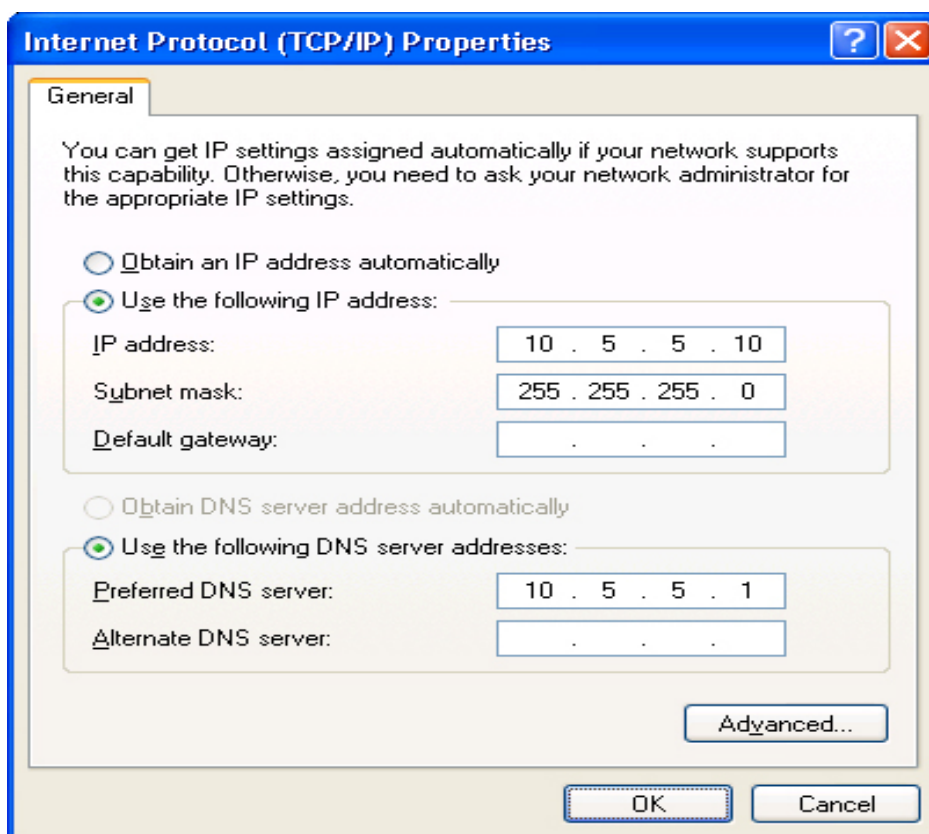 Internet Protocol (TCP/IP) Properties
General
You can get IP settings assigned automatically if your network supports
this capability. Otherwise, you need to ask your network administrator for
the appropriate IP settings.
Obtain an IP address automatically
Use the following IP address:
IP address: 10 . 5 . 5 . 10
Subnet mask: 255 . 255 . 255 . 0
Default gateway: . . .
Obtain DNS server address automatically
Use the following DNS server addresses:
Preferred DNS server: 10 . 5 . 5 . 1
Alternate DNS server: . . .
Advanced...
OK Cancel